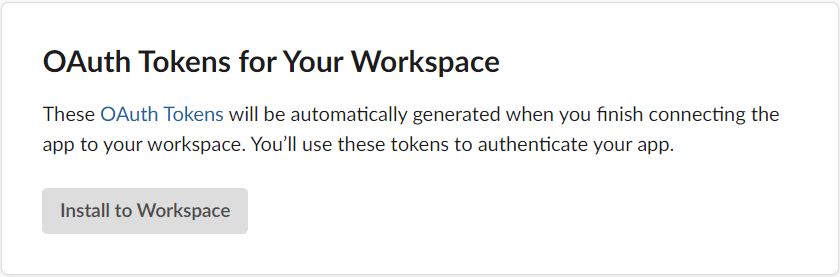 OAuth Tokens for Your Workspace
These OAuth Tokens will be automatically generated when you finish connecting the
app to your workspace. You’ll use these tokens to authenticate your app.
Install to Workspace